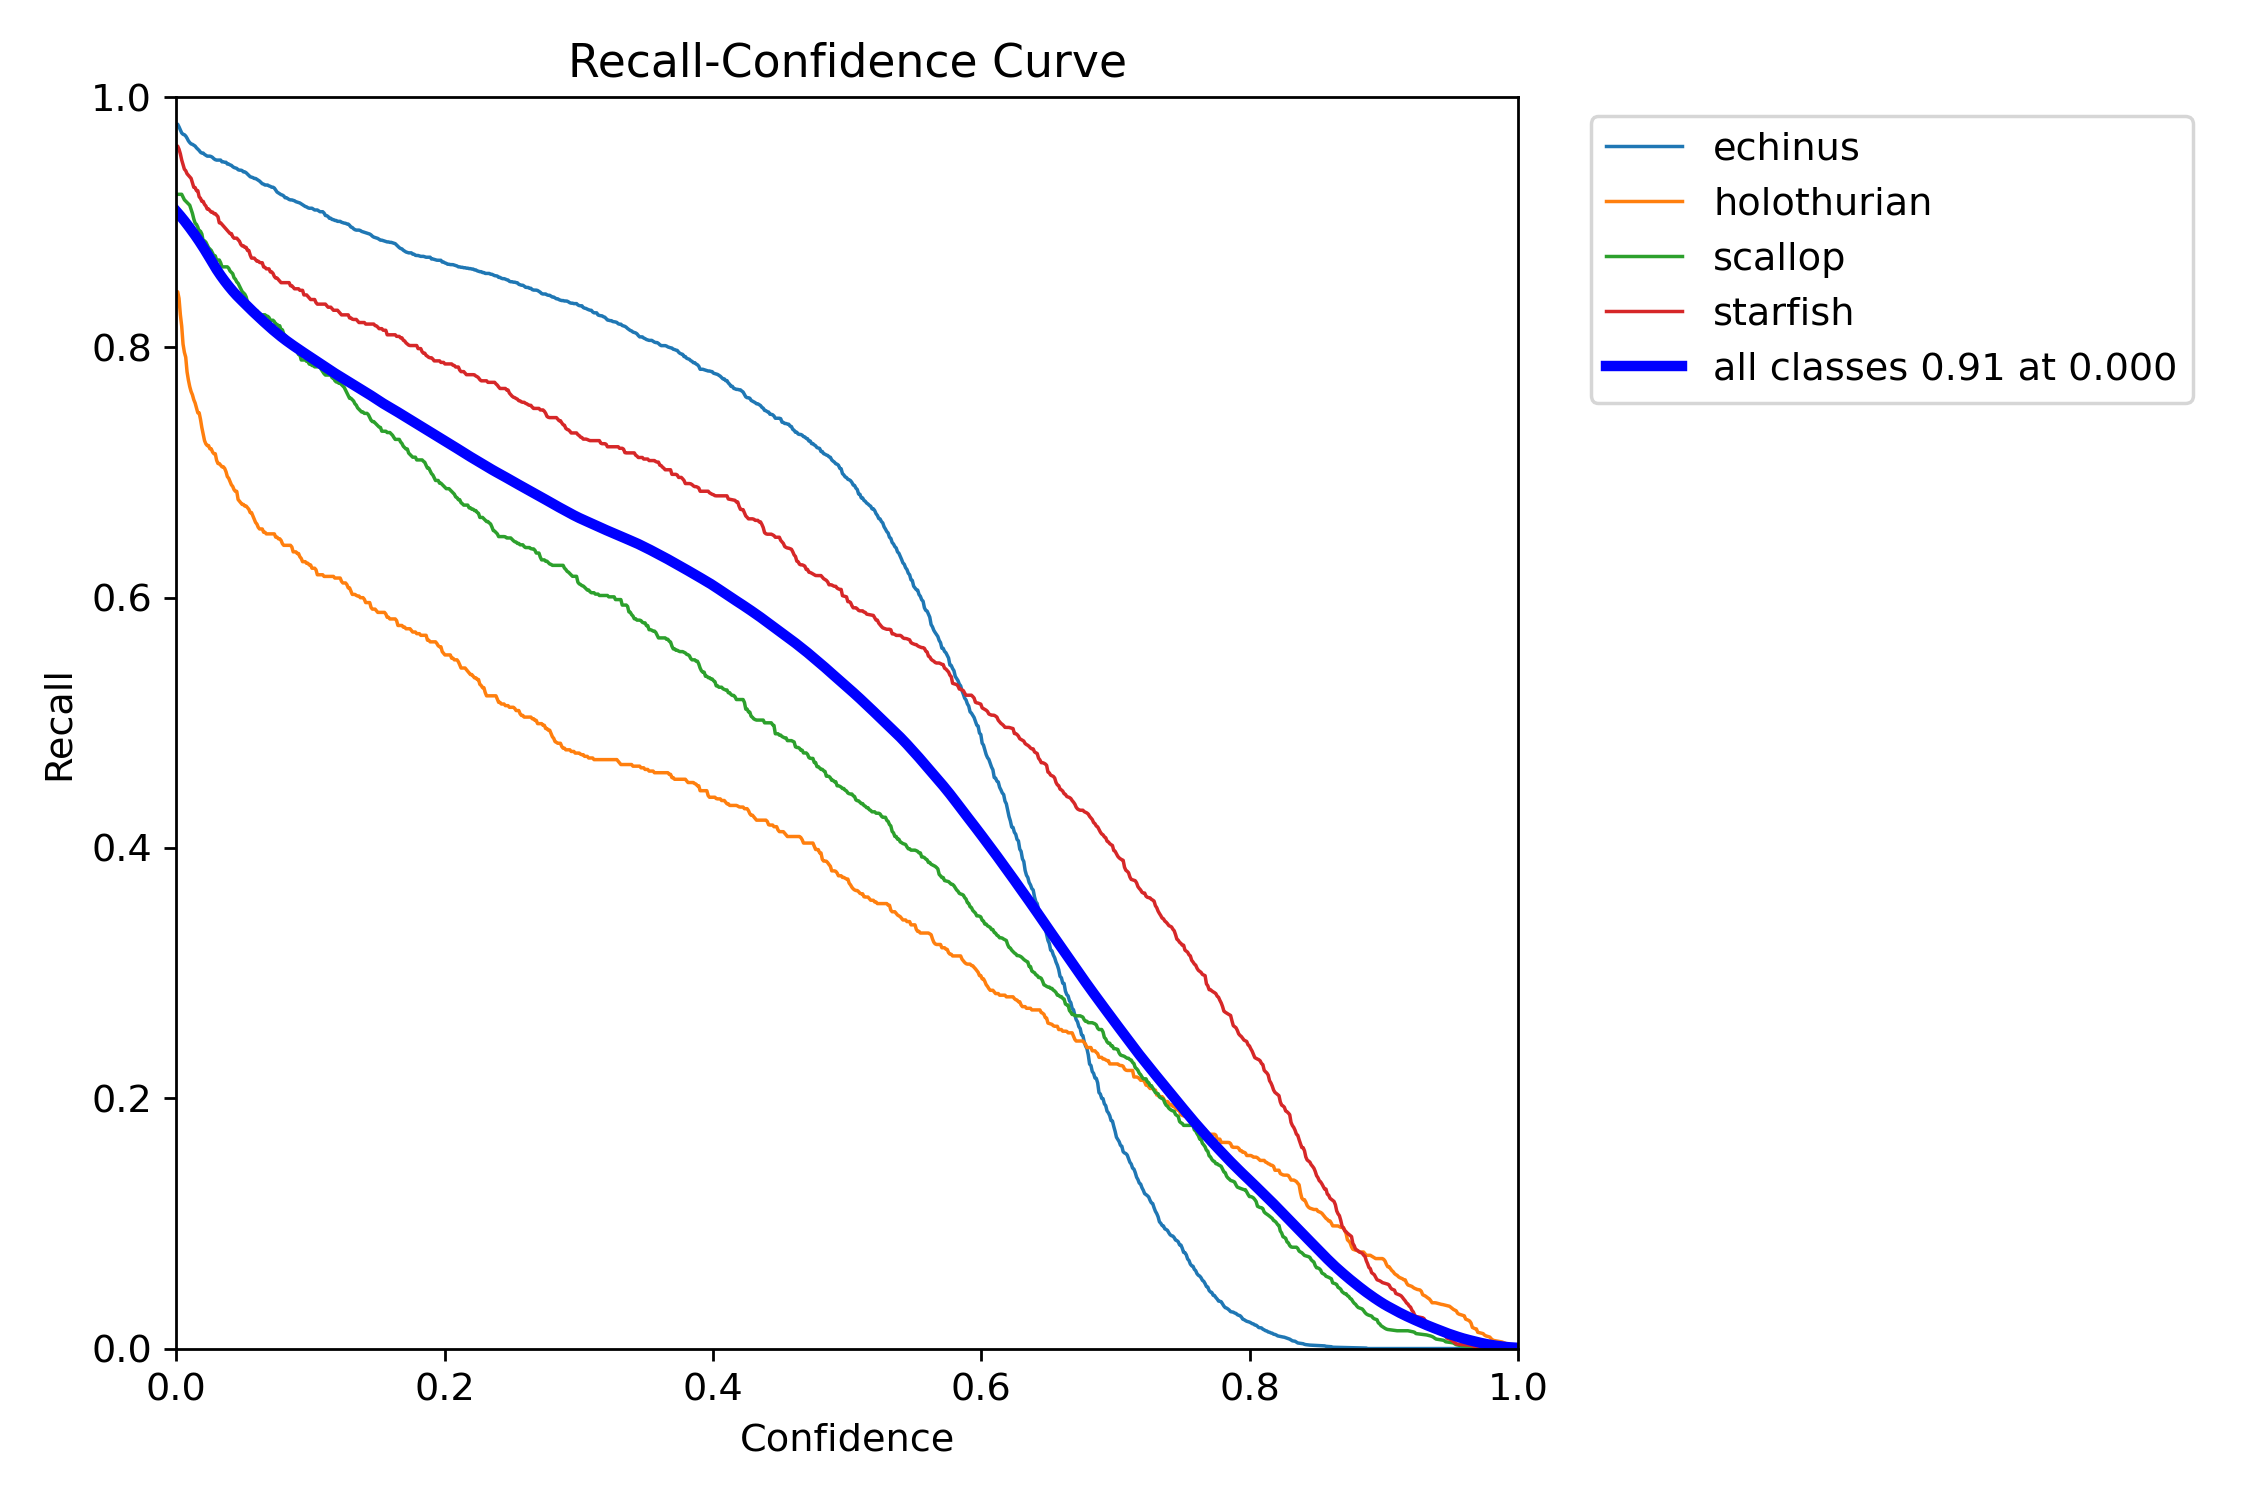 Recall-Confidence Curve
1.0
0.8
0.6
0.4
0.2
0.0
Recall
0.0 0.2 0.4 0.6 0.8 1.0
Confidence
echinus
holothurian
scallop
starfish
all classes 0.91 at 0.000